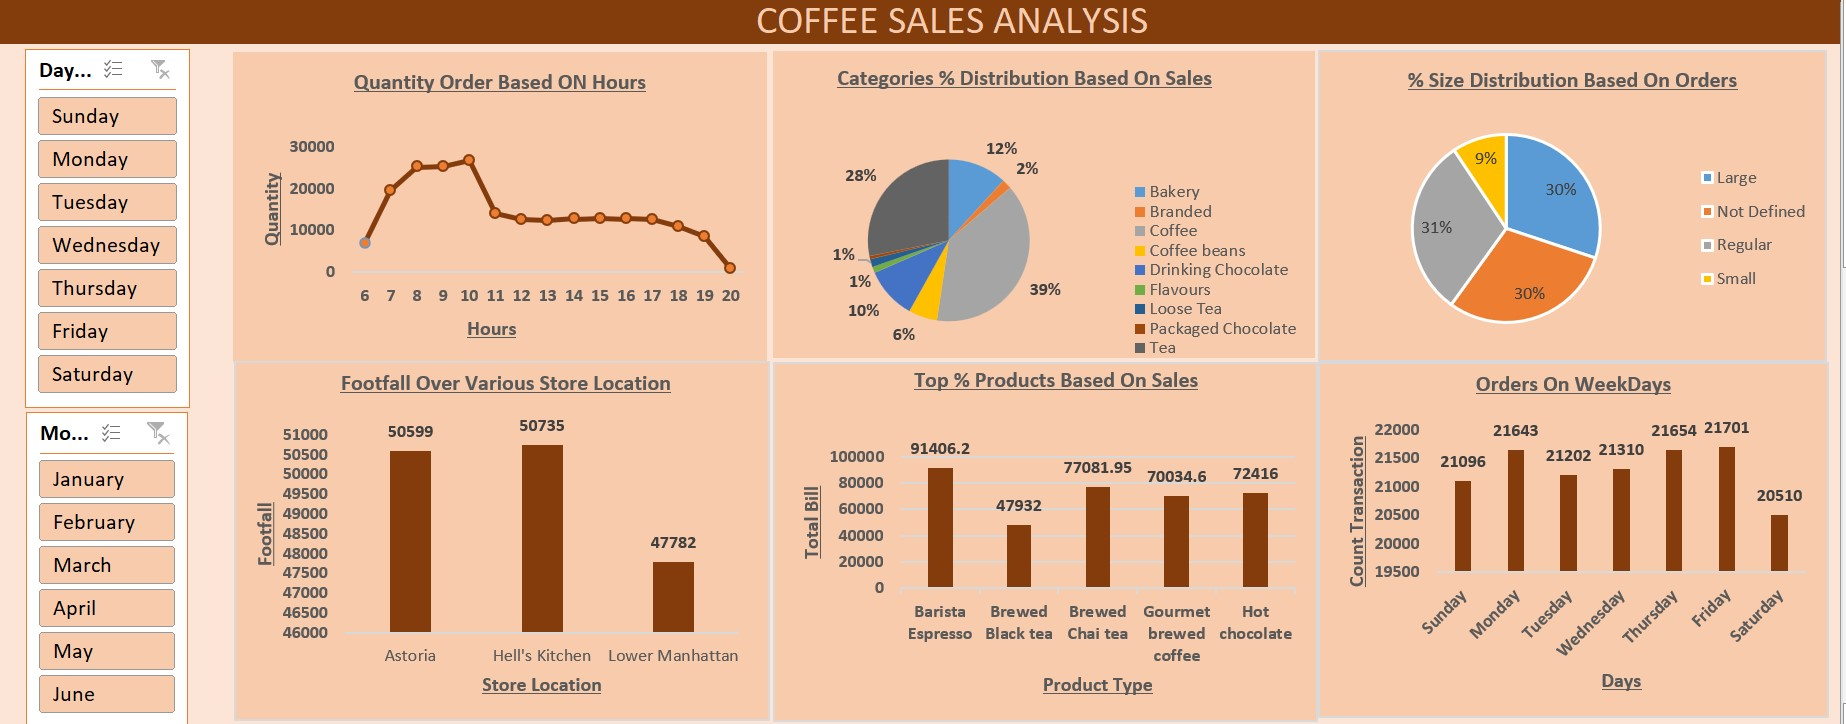 COFFEE SALES ANALYSIS
Day...
Sunday
Monday
Tuesday
Wednesday
Thursday
Friday
Saturday
Mo...
January
February
March
April
May
June
Quantity Order Based ON Hours
30000
20000
10000
0
Quantity
6 7 8 9 10 11 12 13 14 15 16 17 18 19 20
Hours
Categories % Distribution Based On Sales
12%
2%
39%
6%
10%
1%
1%
28%
Bakery
Branded
Coffee
Coffee beans
Drinking Chocolate
Flavours
Loose Tea
Packaged Chocolate
Tea
% Size Distribution Based On Orders
30%
30%
31%
9%
Large
Not Defined
Regular
Small
Footfall Over Various Store Location
51000
50500
50000
49500
49000
48500
48000
47500
47000
46500
46000
Footfall
50599
50735
47782
Astoria
Hell's Kitchen
Lower Manhattan
Store Location
Top % Products Based On Sales
100000
80000
60000
40000
20000
0
Total Bill
91406.2
47932
77081.95
70034.6
72416
Barista
Espresso
Brewed
Black tea
Brewed
Chai tea
Gourmet
brewed
coffee
Hot
chocolate
Product Type
Orders On WeekDays
22000
21500
21000
20500
20000
19500
Count Transaction
21096
21643
21202
21310
21654
21701
20510
Sunday
Monday
Tuesday
Wednesday
Thursday
Friday
Saturday
Days